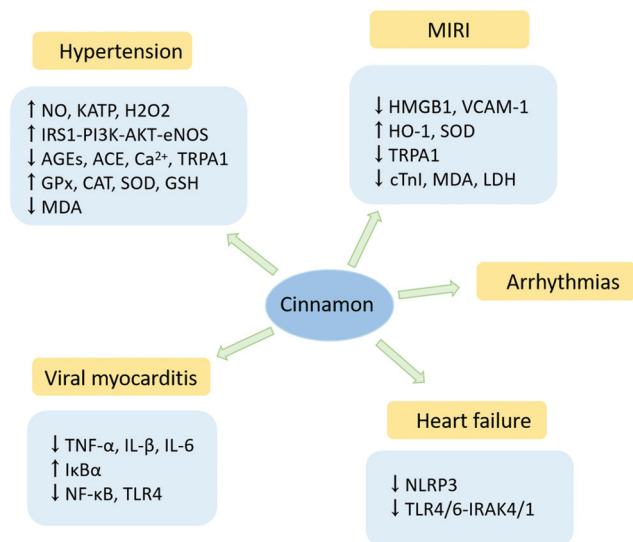 Hypertension
↑ NO, KATP, H2O2
↑ IRS1-PI3K-AKT-eNOS
↓ AGEs, ACE, Ca²⁺, TRPA1
↑ GPx, CAT, SOD, GSH
↓ MDA
MIRI
↓ HMGB1, VCAM-1
↑ HO-1, SOD
↓ TRPA1
↓ cTnI, MDA, LDH
Cinnamon
Arrhythmias
Viral myocarditis
↓ TNF-α, IL-β, IL-6
↑ IκBα
↓ NF-κB, TLR4
Heart failure
↓ NLRP3
↓ TLR4/6-IRAK4/1